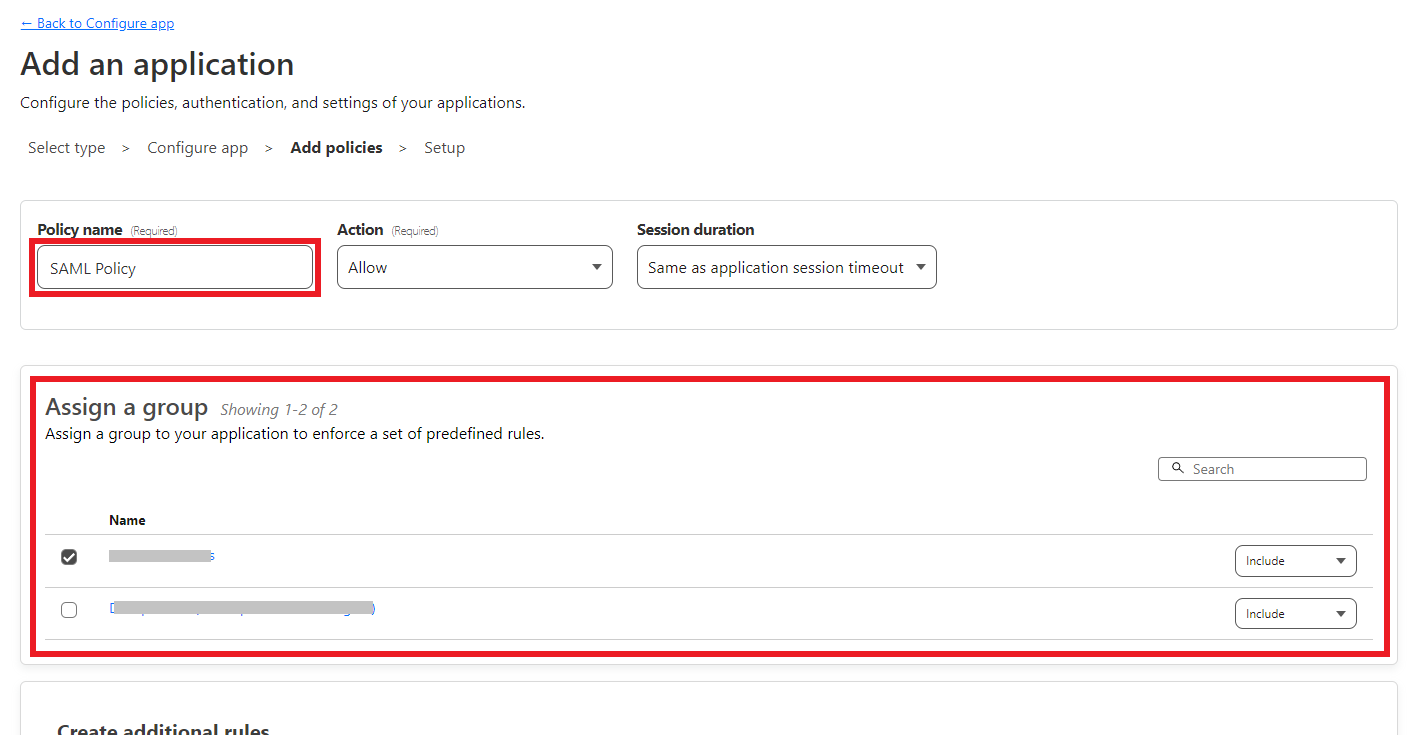 ← Back to Configure app
Add an application
Configure the policies, authentication, and settings of your applications.
Select type > Configure app > Add policies > Setup
Policy name (Required) Action (Required) Session duration
SAML Policy Allow Same as application session timeout
Assign a group Showing 1-2 of 2
Assign a group to your application to enforce a set of predefined rules.
Search
Name
Include
Include
Create additional rules